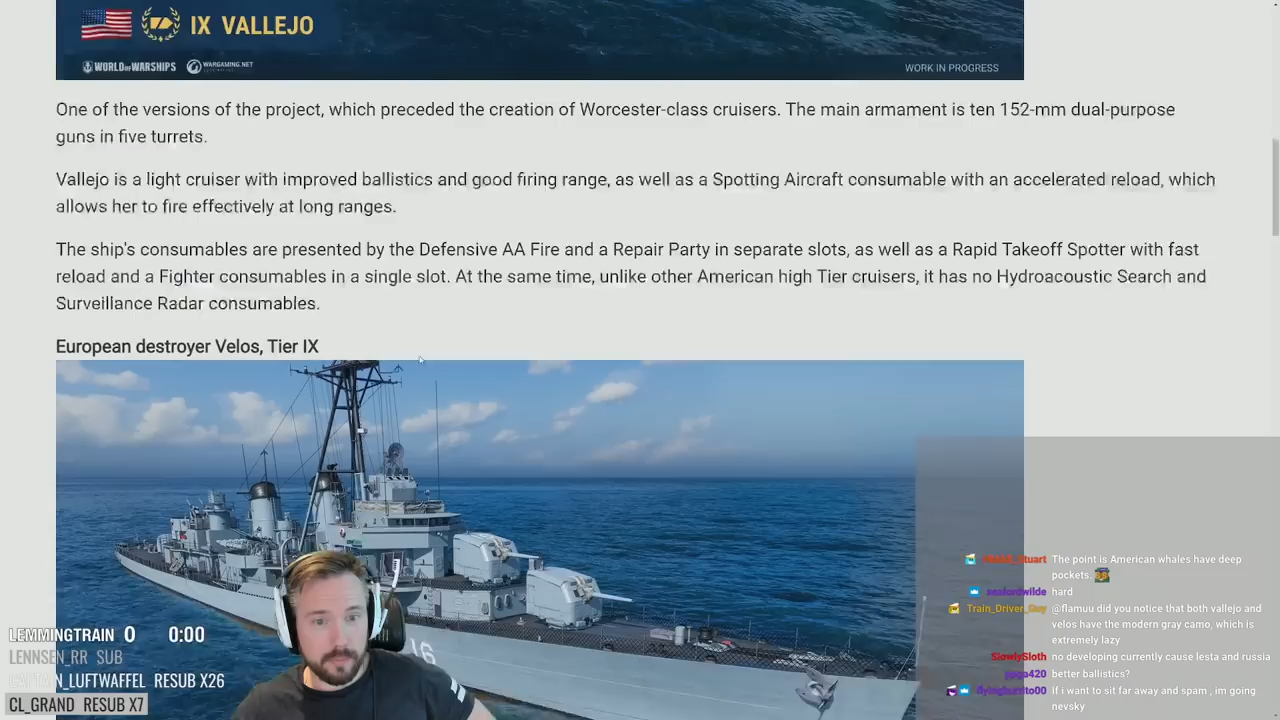 IX VALLEJO
WORLD OF WARSHIPS
WARGAMING.NET
WORK IN PROGRESS
One of the versions of the project, which preceded the creation of Worcester-class cruisers. The main armament is ten 152-mm dual-purpose
guns in five turrets.
Vallejo is a light cruiser with improved ballistics and good firing range, as well as a Spotting Aircraft consumable with an accelerated reload, which
allows her to fire effectively at long ranges.
The ship's consumables are presented by the Defensive AA Fire and a Repair Party in separate slots, as well as a Rapid Takeoff Spotter with fast
reload and a Fighter consumables in a single slot. At the same time, unlike other American high Tier cruisers, it has no Hydroacoustic Search and
Surveillance Radar consumables.
European destroyer Velos, Tier IX
16
LEMMINGTRAIN 0 0:00
LENNSEN_RR SUB
LUFTWAFFEL RESUB X26
CL_GRAND RESUB X7
The point is American whales have deep
pockets.
seafordwilde hard
Train_Driver_Guy @flamuu did you notice that both vallejo and
velos have the modern gray camo, which is
extremely lazy
SlowlySloth no developing currently cause lesta and russia
better ballistics?
flyingburrito00 If i want to sit far away and spam , im going
nevsky